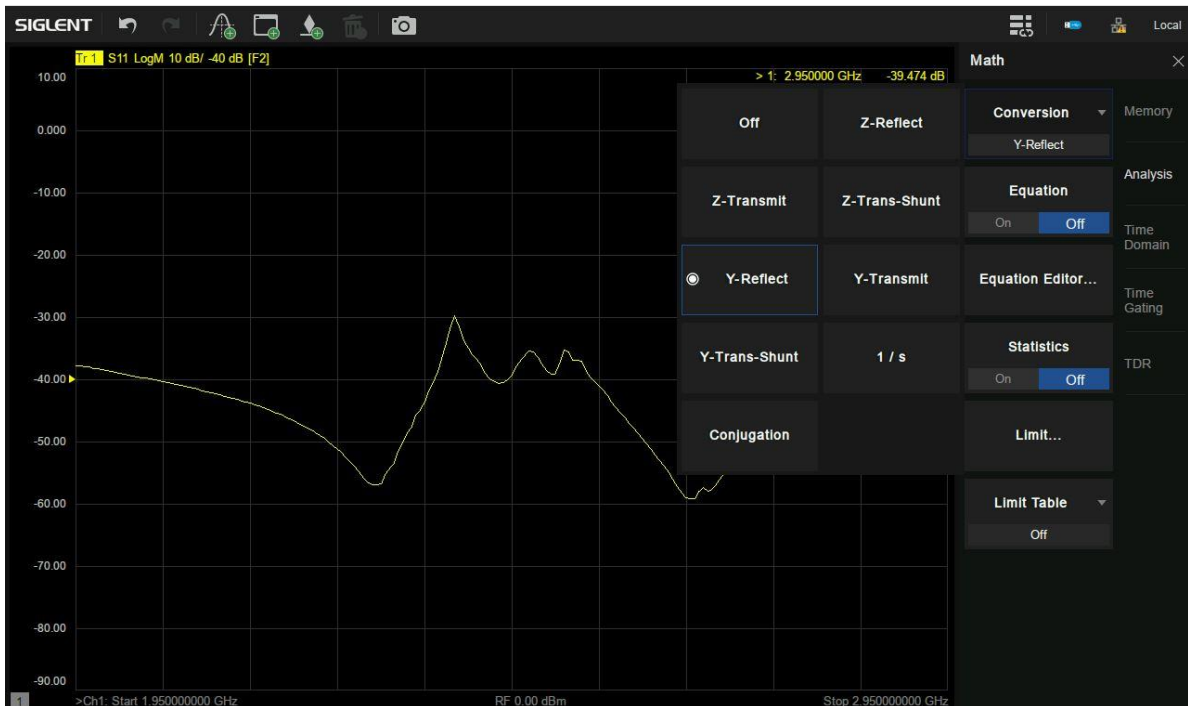 SIGLENT
Local
Tr 1 S11 LogM 10 dB/ -40 dB [F2]
> 1: 2.950000 GHz -39.474 dB
10.00
0.000
-10.00
-20.00
-30.00
-40.00
-50.00
-60.00
-70.00
-80.00
-90.00
Off Z-Reflect
Z-Transmit Z-Trans-Shunt
Y-Reflect Y-Transmit
Y-Trans-Shunt 1 / s
Conjugation
Math
Conversion
Y-Reflect
Equation
On Off
Equation Editor...
Statistics
On Off
Limit...
Limit Table
Off
Memory
Analysis
Time
Domain
Time
Gating
TDR
1 >Ch1: Start 1.950000000 GHz RF 0.00 dBm Stop 2.950000000 GHz